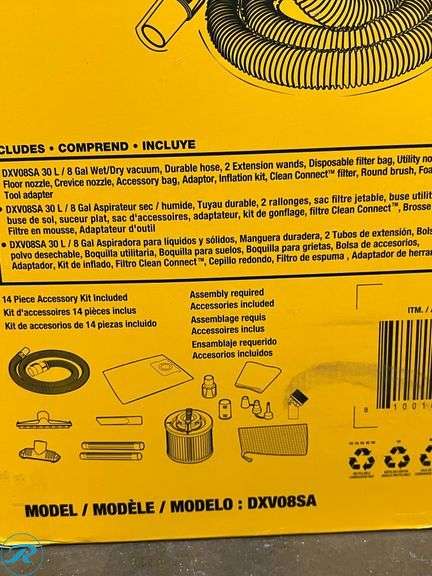 CLUDES • COMPREND • INCLUYE
DXV08SA 30 L / 8 Gal Wet/Dry vacuum, Durable hose, 2 Extension wands, Disposable filter bag, Utility no
Floor nozzle, Crevice nozzle, Accessory bag, Adaptor, Inflation kit, Clean Connect™ filter, Round brush, Foa
Tool adapter
• DXV08SA 30 L / 8 Gal Aspirateur sec / humide, Tuyau durable, 2 rallonges, sac filtre jetable, buse utilit
buse de sol, suceur plat, sac d'accessoires, adaptateur, kit de gonflage, filtre Clean Connect™, Brosse
Filtre en mousse, Adaptateur d'outil
• DXV08SA 30 L / 8 Gal Aspiradora para líquidos y sólidos, Manguera duradera, 2 Tubos de extensión, Bols
polvo desechable, Boquilla utilitaria, Boquilla para suelos, Boquilla para grietas, Bolsa de accesorios,
Adaptador, Kit de inflado, Filtro Clean Connect™, Cepillo redondo, Filtro de espuma , Adaptador de herra
14 Piece Accessory Kit Included
Kit d'accessoires 14 pièces inclus
Kit de accesorios de 14 piezas incluido
Assembly required
Accessories included
Assemblage requis
Accessoires inclus
Ensamblaje requerido
Accesorios incluidos
ITM. /
8
MODEL / MODÈLE / MODELO : DXV08SA